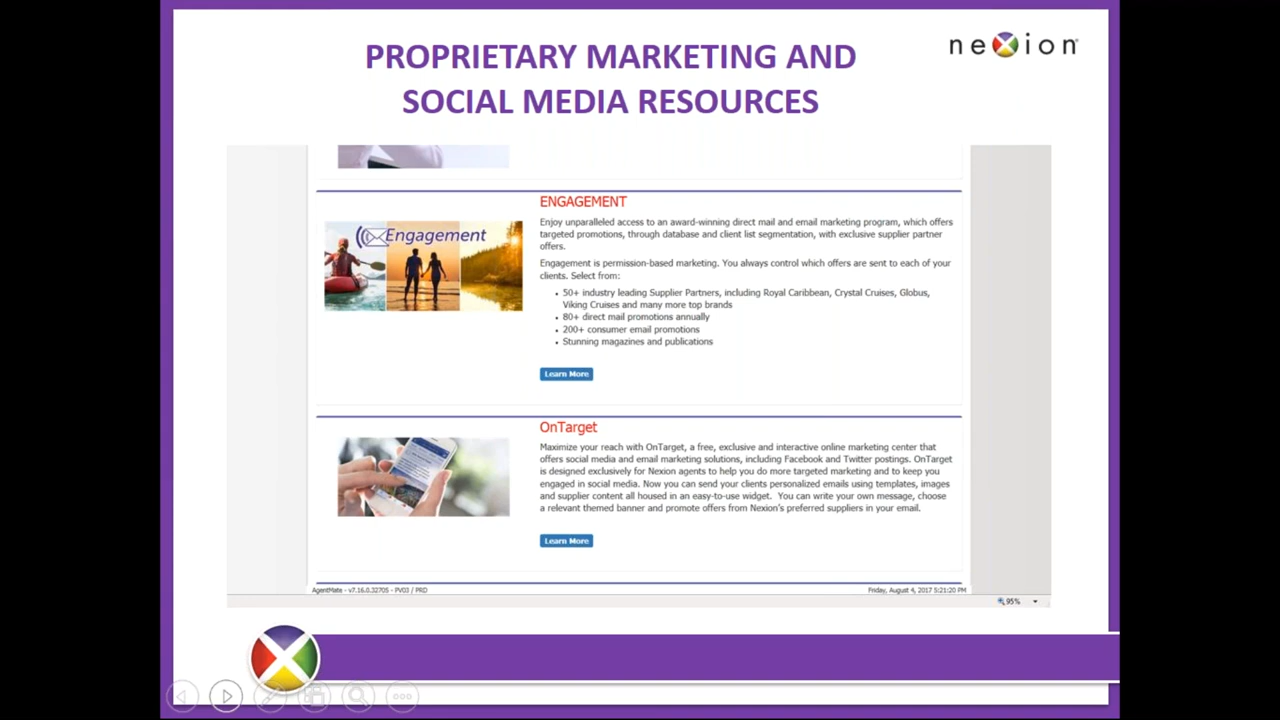 PROPRIETARY MARKETING AND
SOCIAL MEDIA RESOURCES
nexion
ENGAGEMENT
Engagement
Enjoy unparalleled access to an award-winning direct mail and email marketing program, which offers
targeted promotions, through database and client list segmentation, with exclusive supplier partner
offers.
Engagement is permission-based marketing. You always control which offers are sent to each of your
clients. Select from:
• 50+ industry leading Supplier Partners, including Royal Caribbean, Crystal Cruises, Globus,
Viking Cruises and many more top brands
• 80+ direct mail promotions annually
• 200+ consumer email promotions
• Stunning magazines and publications
Learn More
OnTarget
Maximize your reach with OnTarget, a free, exclusive and interactive online marketing center that
offers social media and email marketing solutions, including Facebook and Twitter postings. OnTarget
is designed exclusively for Nexion agents to help you do more targeted marketing and to keep you
engaged in social media. Now you can send your clients personalized emails using templates, images
and supplier content all housed in an easy-to-use widget. You can write your own message, choose
a relevant themed banner and promote offers from Nexion's preferred suppliers in your email.
Learn More
AgentMate - v7.16.0.32705 - PV03 / PRD
Friday, August 4, 2017 5:21:20 PM
95%